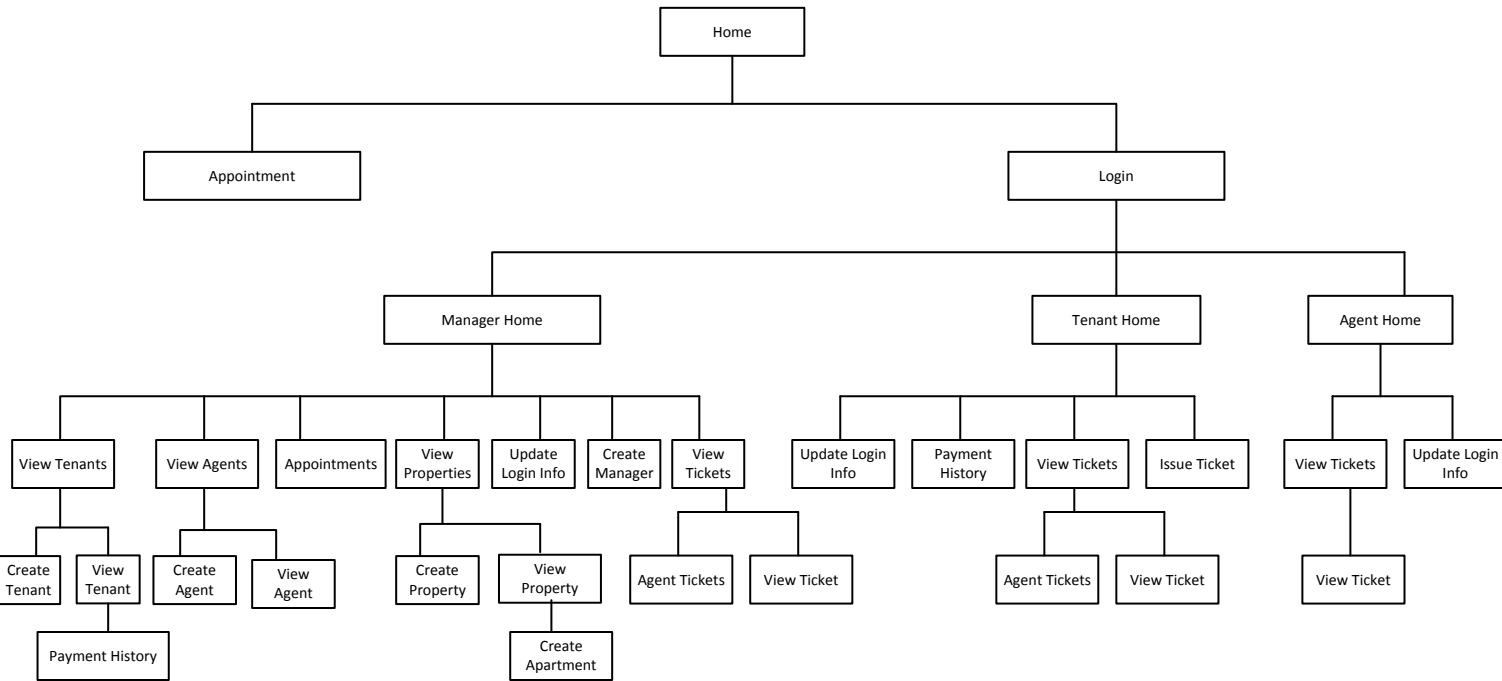 Home
Appointment
Login
Manager Home
Tenant Home
Agent Home
View Tenants
View Agents
Appointments
View
Properties
Update
Login Info
Create
Manager
View
Tickets
Update Login
Info
Payment
History
View Tickets
Issue Ticket
View Tickets
Update Login
Info
Create
Tenant
View
Tenant
Create
Agent
View
Agent
Create
Property
View
Property
Agent Tickets
View Ticket
Agent Tickets
View Ticket
View Ticket
Payment History
Create
Apartment